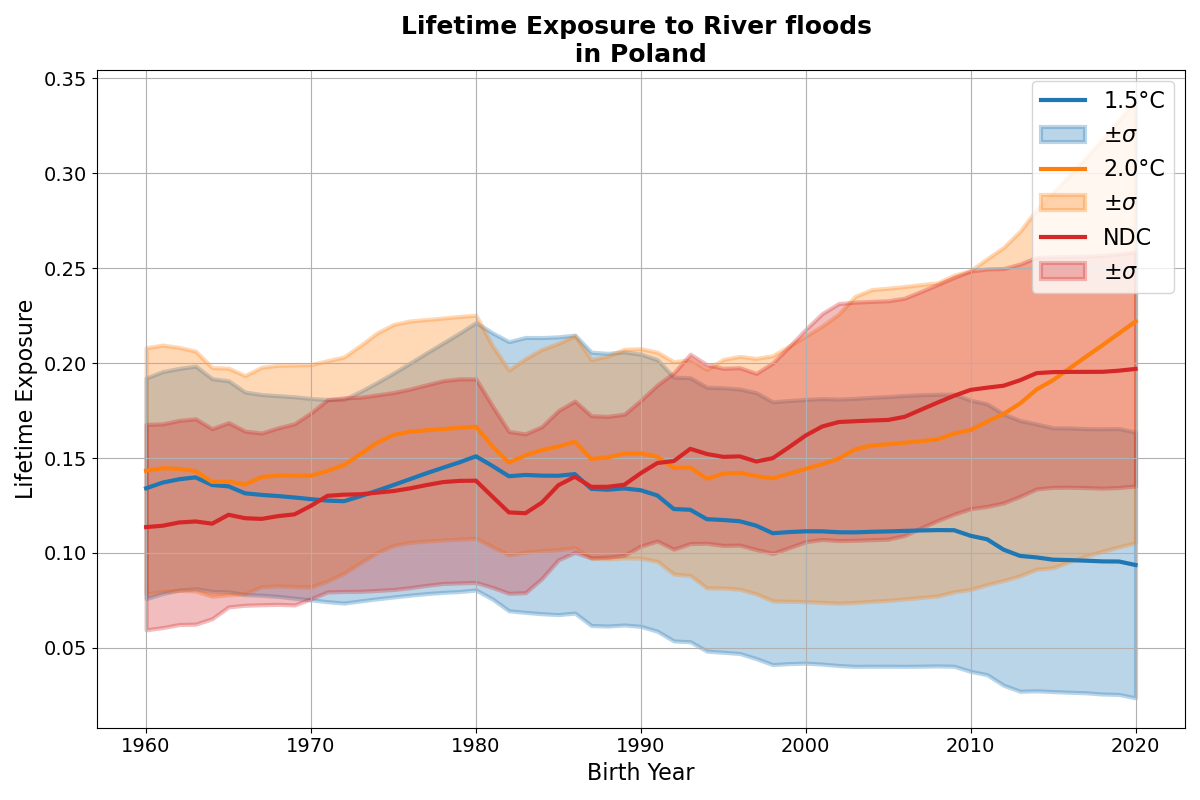 Lifetime Exposure to River floods
in Poland
Lifetime Exposure
0.35
0.30
0.25
0.20
0.15
0.10
0.05
1960
1970
1980
1990
2000
2010
2020
Birth Year
1.5°C
±σ
2.0°C
±σ
NDC
±σ